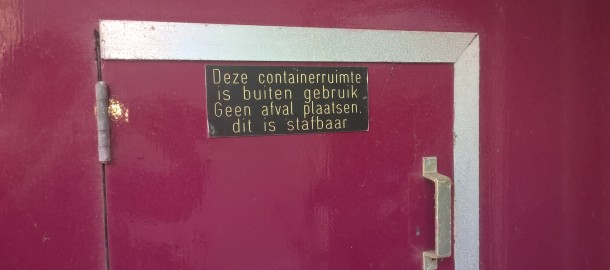 Deze containerruimte
is buiten gebruik
Geen afval plaatsen,
dit is stafbaar